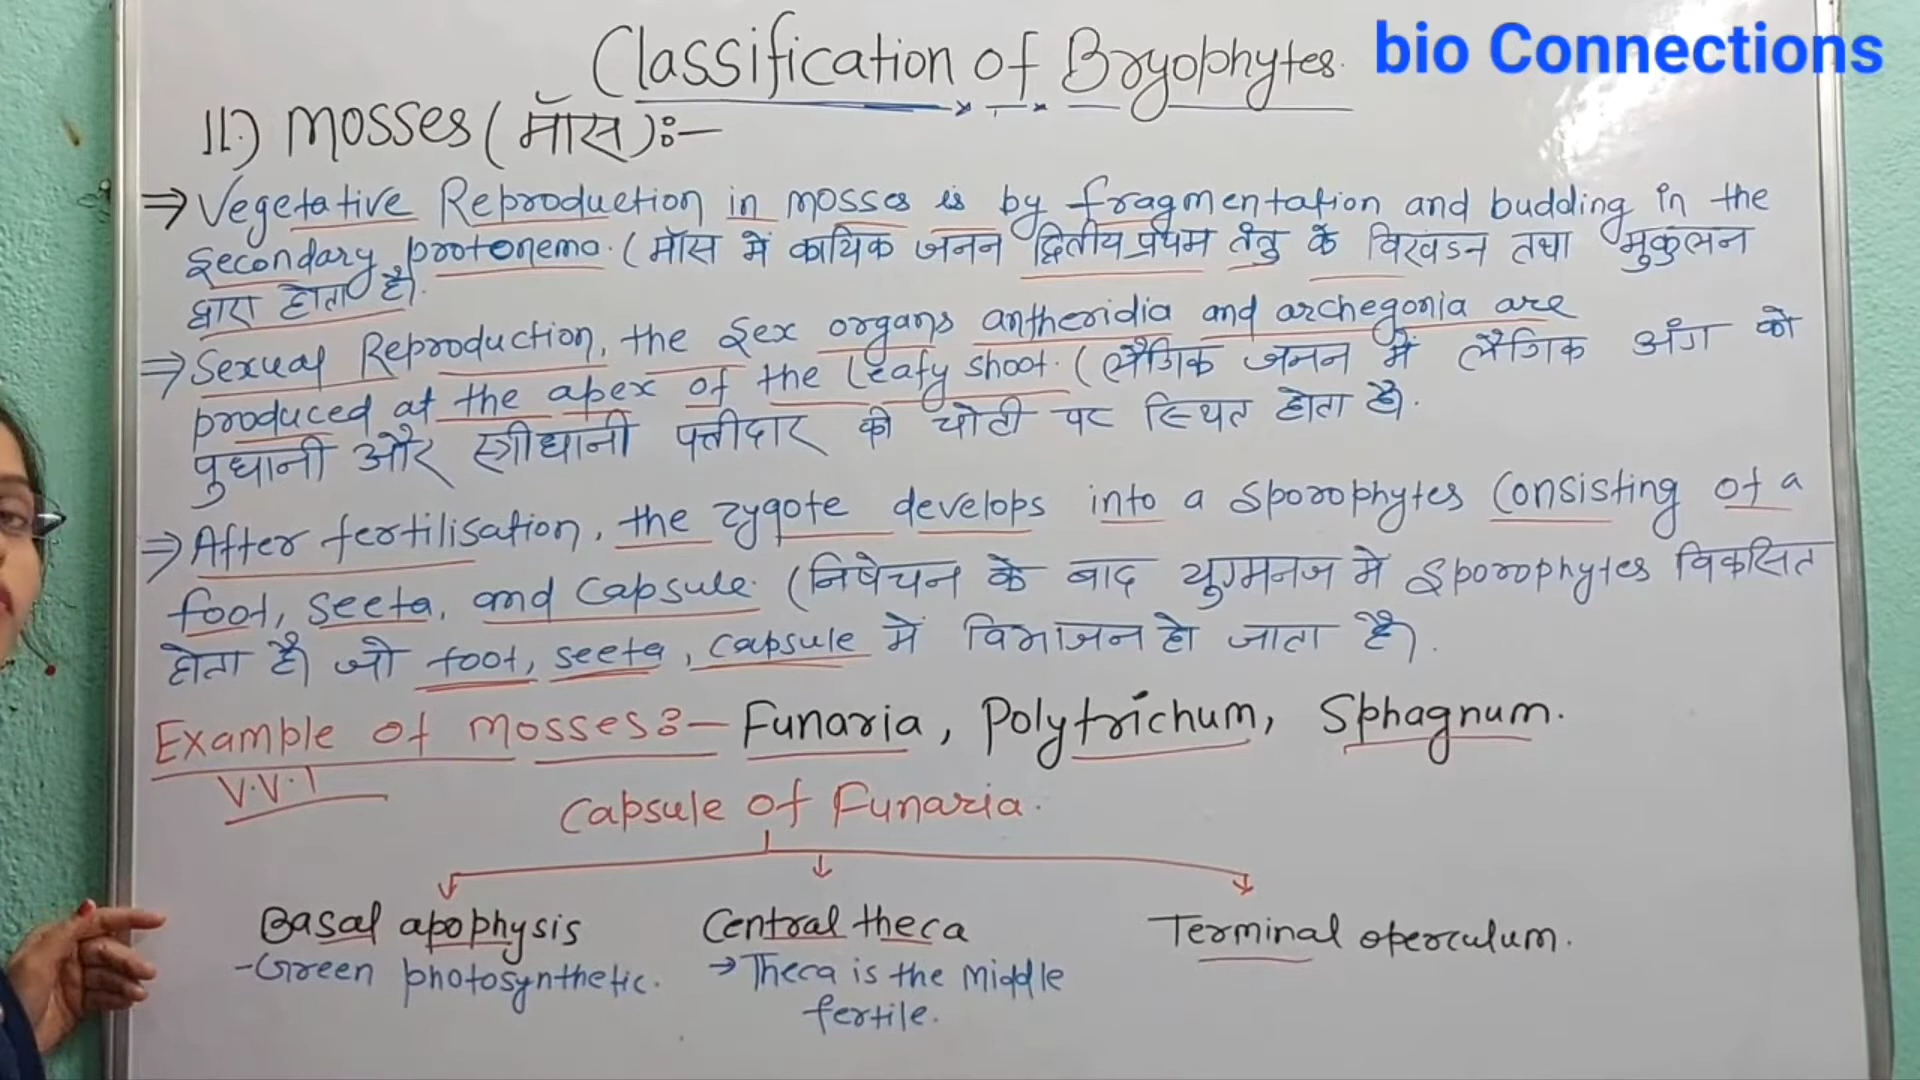 Classification of Bryophytes.
bio Connections
II.) Mosses (मॉस):-
⇒ Vegetative Reproduction in mosses is by fragmentation and budding in the
secondary protonema. (मॉस में कायिक जनन द्वितीय प्रथम तंतु के विखंडन तथा मुकुलन
द्वारा होता है).
⇒ Sexual Reproduction, the sex organs antheridia and archegonia are
produced at the apex of the leafy shoot. (लैंगिक जनन में लैंगिक अंग को
पुधानी और स्त्रीधानी पत्तीदार की चोटी पर स्थित होता है).
⇒ After fertilisation, the zygote develops into a sporophytes consisting of a
foot, seeta, and capsule. (निषेचन के बाद युग्मनज मे sporophytes विकसित
होता है। जो foot, seeta, capsule में विभाजन हो जाता है).
Example of mosses:- Funaria, Polytrichum, Sphagnum.
V.V.I
Capsule of Funaria.
Basal apophysis Central theca Terminal operculum.
-Green photosynthetic. → Theca is the middle
fertile.